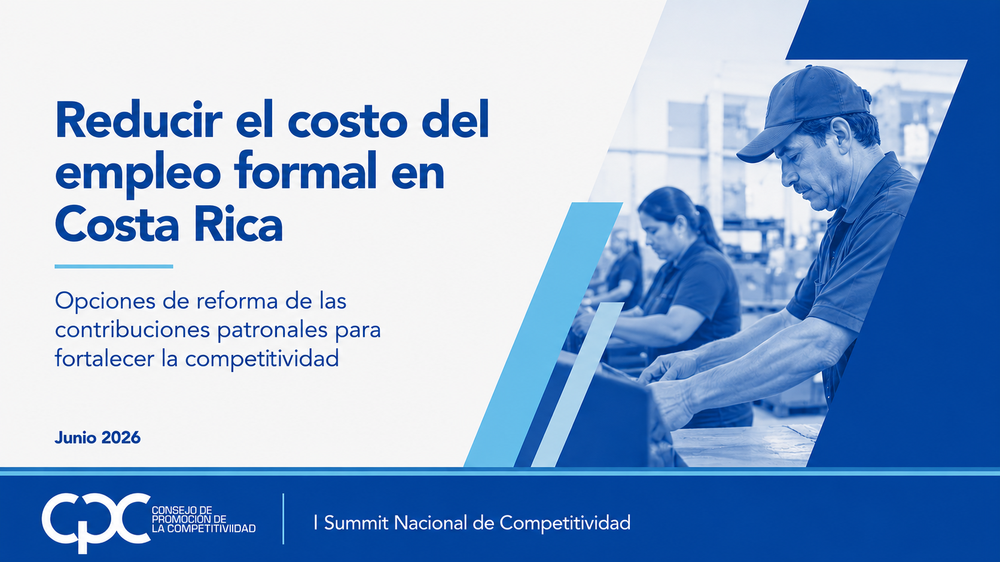 Reducir el costo del
empleo formal en
Costa Rica
Opciones de reforma de las
contribuciones patronales para
fortalecer la competitividad
Junio 2026
cpc
CONSEJO DE
PROMOCIÓN DE
LA COMPETITIVIIDAD
I Summit Nacional de Competitividad